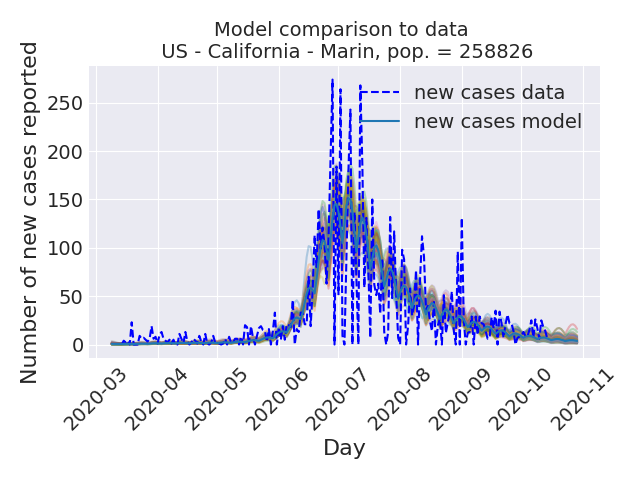 Model comparison to data
US - California - Marin, pop. = 258826
Number of new cases reported
250
200
150
100
50
0
new cases data
new cases model
2020-03
2020-04
2020-05
2020-06
2020-07
2020-08
2020-09
2020-10
2020-11
Day